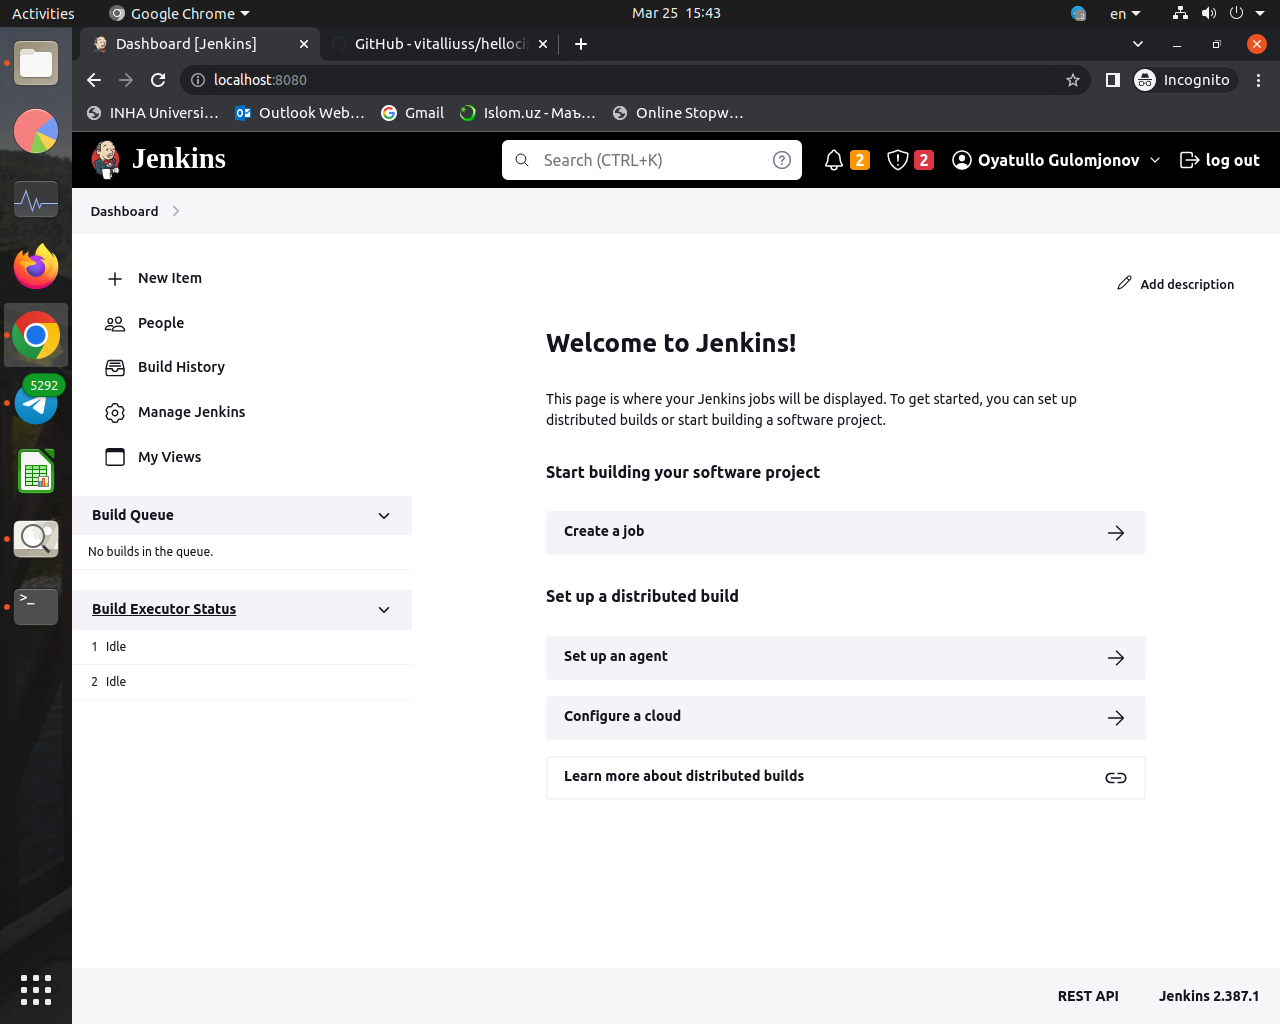 Activities
Google Chrome
Mar 25 15:43
en
Dashboard [Jenkins]
GitHub - vitalliuss/helloci
localhost:8080
Incognito
INHA Universi…
Outlook Web…
Gmail
Islom.uz - Маъ…
Online Stopw…
Jenkins
Search (CTRL+K)
2
2
Oyatullo Gulomjonov
log out
Dashboard
New Item
People
Build History
Manage Jenkins
My Views
Build Queue
No builds in the queue.
Build Executor Status
1 Idle
2 Idle
5292
Add description
Welcome to Jenkins!
This page is where your Jenkins jobs will be displayed. To get started, you can set up
distributed builds or start building a software project.
Start building your software project
Create a job
Set up a distributed build
Set up an agent
Configure a cloud
Learn more about distributed builds
REST API
Jenkins 2.387.1